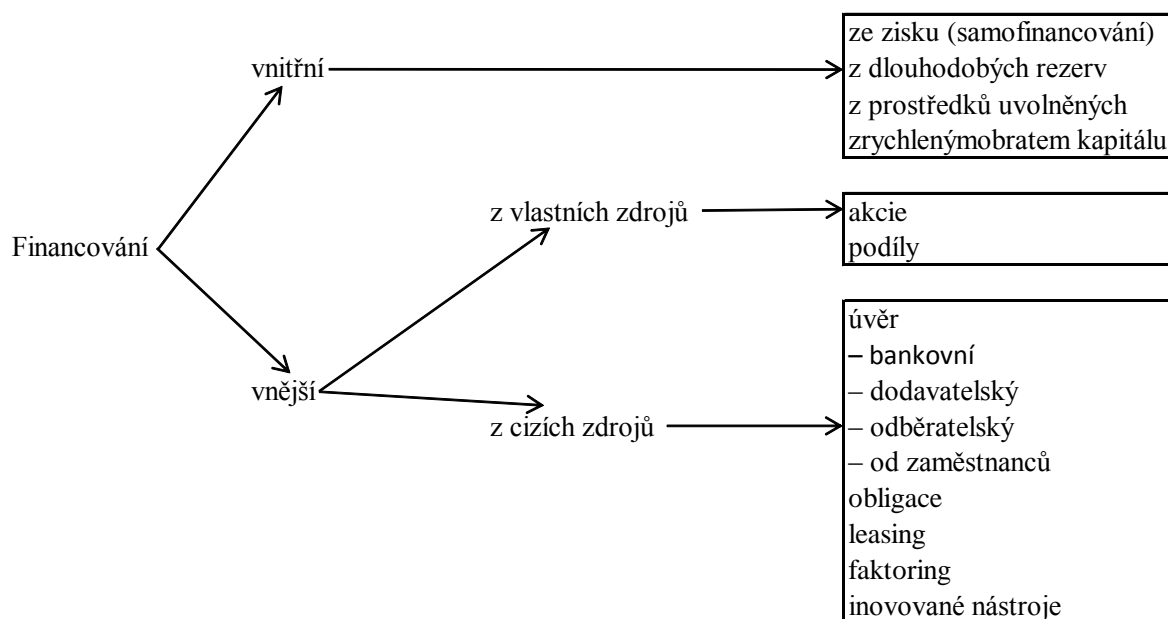 ze zisku (samofinancování)
vnitřní
z dlouhodobých rezerv
z prostředků uvolněných
zrychlenýmobratem kapitálu
z vlastních zdrojů
akcie
Financování
podíly
úvěr
– bankovní
vnější
– dodavatelský
z cizích zdrojů
– odběratelský
– od zaměstnanců
obligace
leasing
faktoring
inovované nástroje